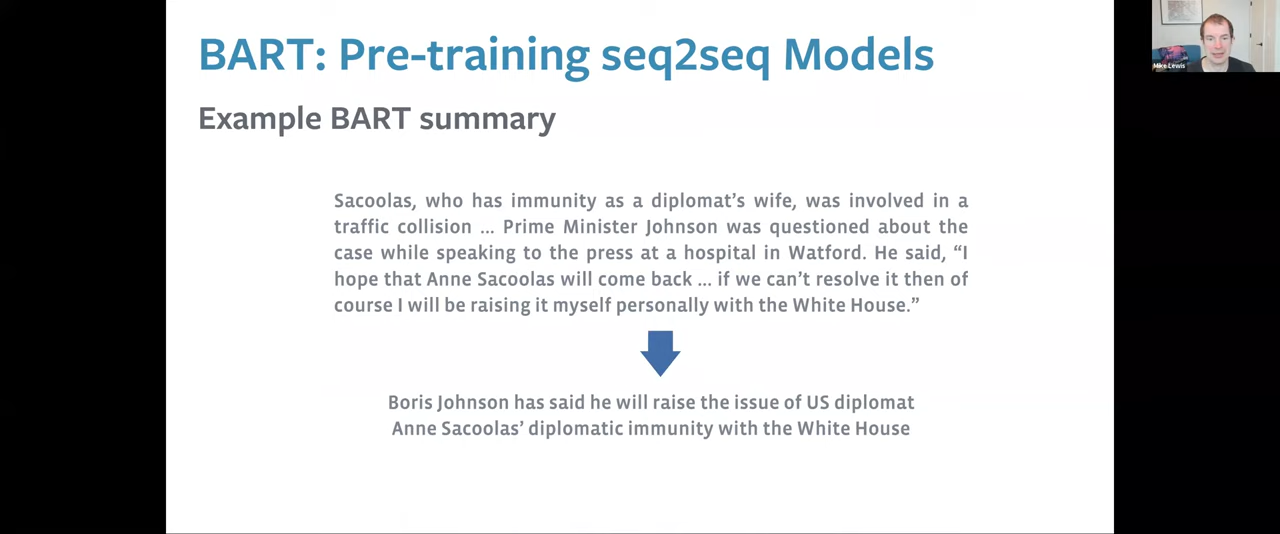 BART: Pre-training seq2seq Models
Mike Lewis
Example BART summary
Sacoolas, who has immunity as a diplomat’s wife, was involved in a
traffic collision ... Prime Minister Johnson was questioned about the
case while speaking to the press at a hospital in Watford. He said, “I
hope that Anne Sacoolas will come back ... if we can’t resolve it then of
course I will be raising it myself personally with the White House.”
Boris Johnson has said he will raise the issue of US diplomat
Anne Sacoolas’ diplomatic immunity with the White House